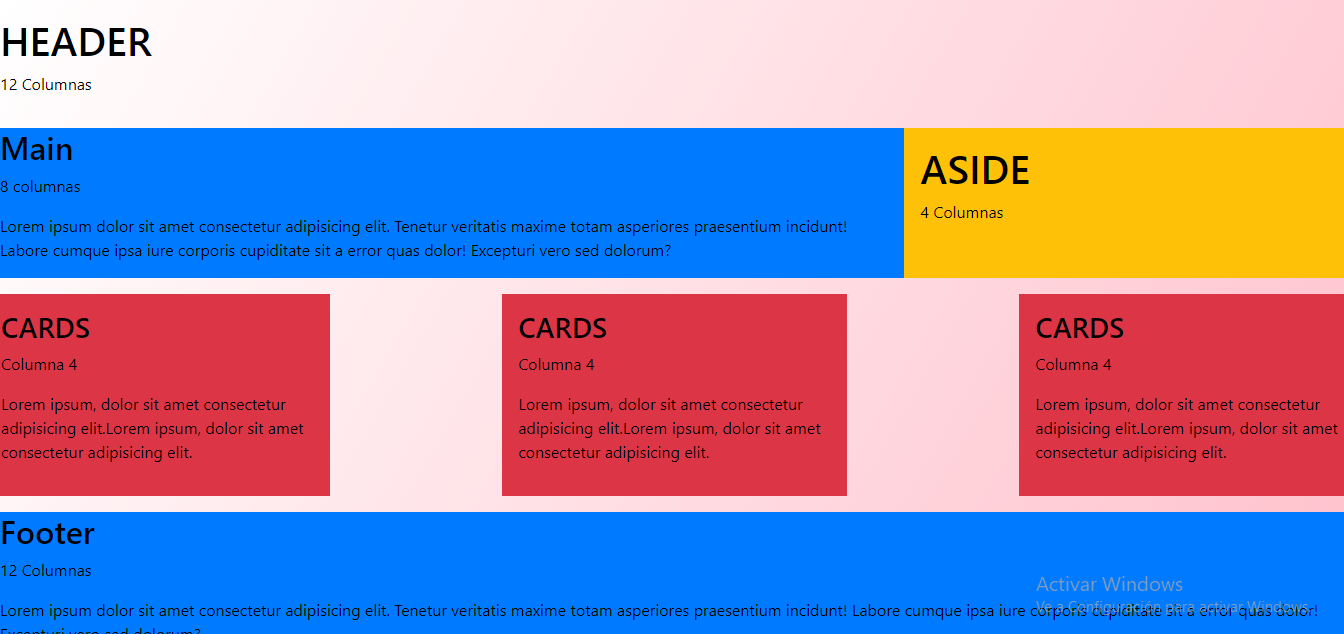 HEADER
12 Columnas
Main
8 columnas
Lorem ipsum dolor sit amet consectetur adipisicing elit. Tenetur veritatis maxime totam asperiores praesentium incidunt!
Labore cumque ipsa iure corporis cupiditate sit a error quas dolor! Excepturi vero sed dolorum?
ASIDE
4 Columnas
CARDS
Columna 4
Lorem ipsum, dolor sit amet consectetur
adipisicing elit.Lorem ipsum, dolor sit amet
consectetur adipisicing elit.
CARDS
Columna 4
Lorem ipsum, dolor sit amet consectetur
adipisicing elit.Lorem ipsum, dolor sit amet
consectetur adipisicing elit.
CARDS
Columna 4
Lorem ipsum, dolor sit amet consectetur
adipisicing elit.Lorem ipsum, dolor sit amet
consectetur adipisicing elit.
Footer
12 Columnas
Lorem ipsum dolor sit amet consectetur adipisicing elit. Tenetur veritatis maxime totam asperiores praesentium incidunt! Labore cumque ipsa iure corporis cupiditate sit a error quas dolor!
Excepturi vero sed dolorum?
Activar Windows
Ve a Configuración para activar Windows.